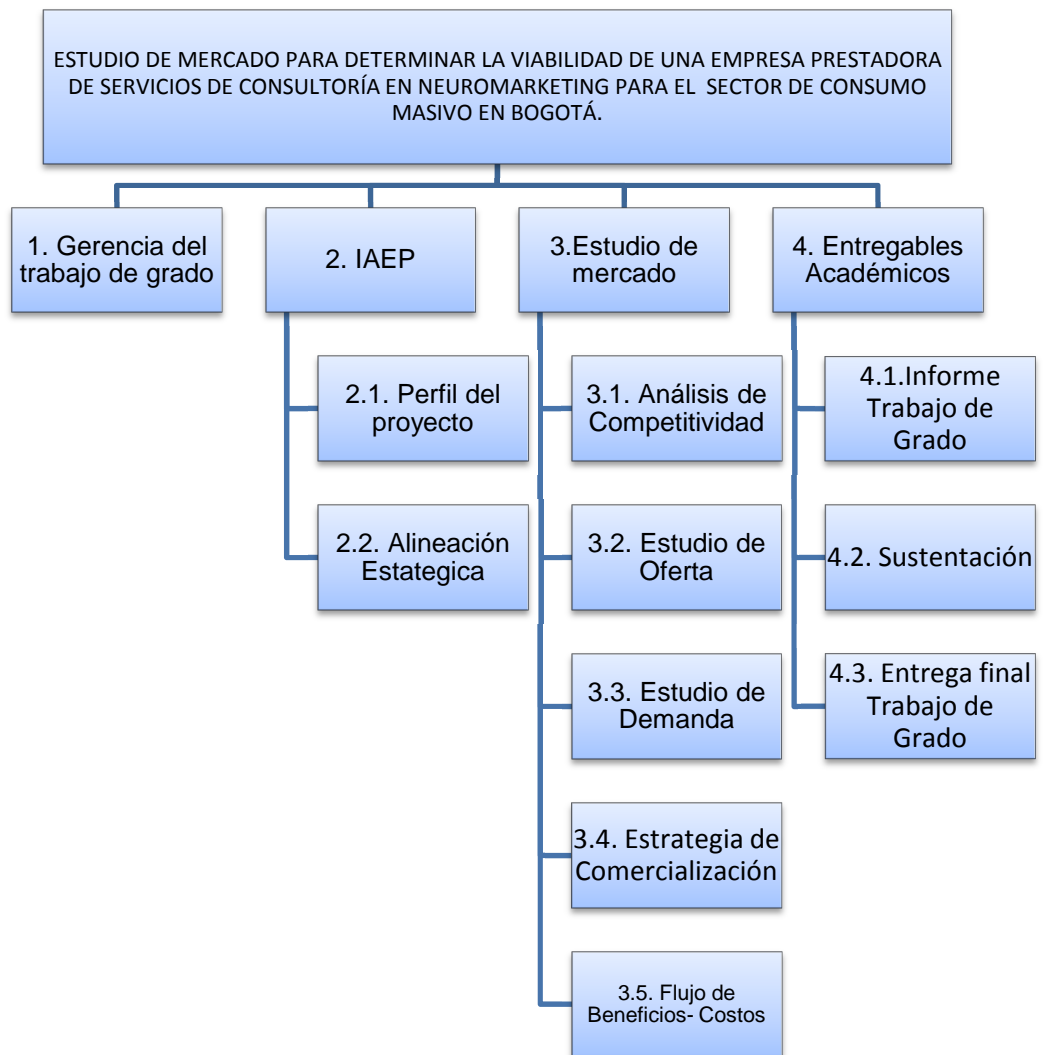 ESTUDIO DE MERCADO PARA DETERMINAR LA VIABILIDAD DE UNA EMPRESA PRESTADORA
DE SERVICIOS DE CONSULTORÍA EN NEUROMARKETING PARA EL SECTOR DE CONSUMO
MASIVO EN BOGOTÁ.
1. Gerencia del
trabajo de grado
2. IAEP
2.1. Perfil del
proyecto
2.2. Alineación
Estategica
3.Estudio de
mercado
3.1. Análisis de
Competitividad
3.2. Estudio de
Oferta
3.3. Estudio de
Demanda
3.4. Estrategia de
Comercialización
3.5. Flujo de
Beneficios- Costos
4. Entregables
Académicos
4.1.Informe
Trabajo de
Grado
4.2. Sustentación
4.3. Entrega final
Trabajo de
Grado